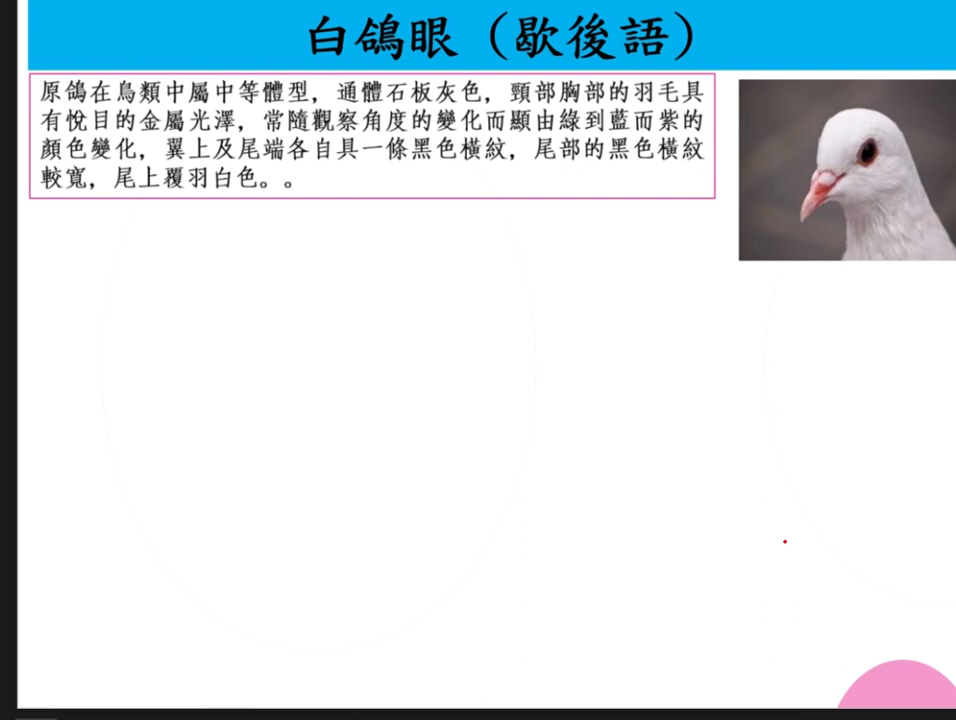 白鴿眼（歇後語）
原鴿在鳥類中屬中等體型，通體石板灰色，頸部胸部的羽毛具
有悅目的金屬光澤，常隨觀察角度的變化而顯由綠到藍而紫的
顏色變化，翼上及尾端各自具一條黑色橫紋，尾部的黑色橫紋
較寬，尾上覆羽白色。。